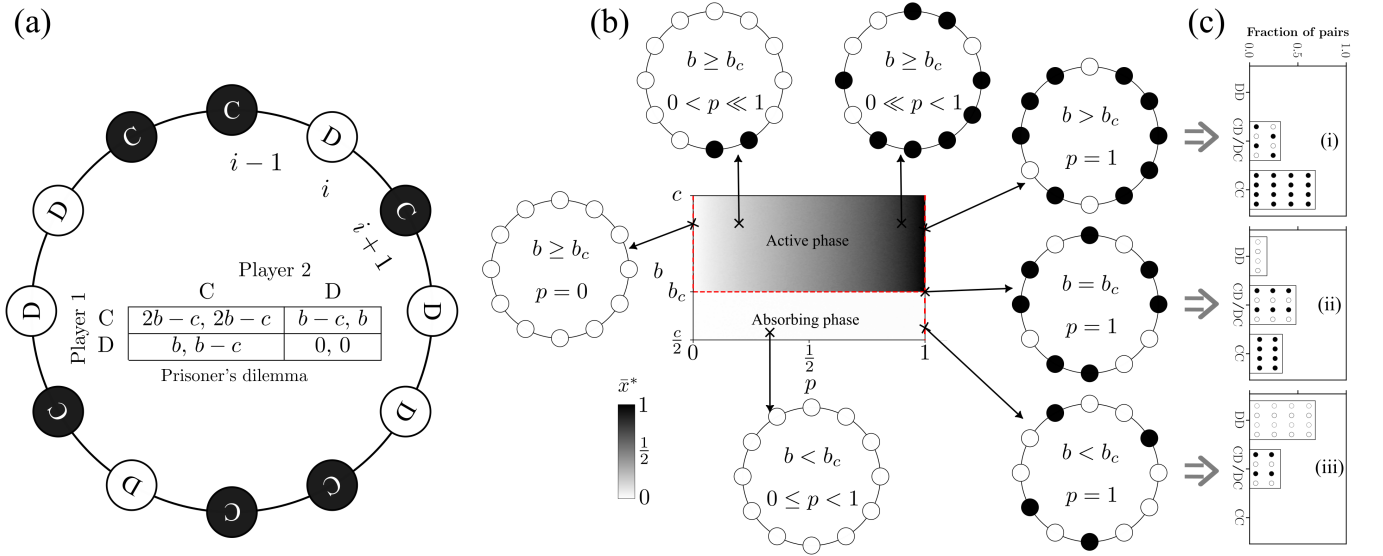 (a)
C
D
C
D
D
C
C
D
C
D
D
C
i − 1
i
i + 1
Player 2
C D
Player 1
C 2b − c, 2b − c b − c, b
D b, b − c 0, 0
Prisoner's dilemma
(b)
b ≥ b_c
0 < p ≪ 1
b ≥ b_c
0 ≪ p < 1
b > b_c
p = 1
b ≥ b_c
p = 0
c
b
b_c
c/2
Active phase
Absorbing phase
0 1/2 1
p
b = b_c
p = 1
x̄*
1
1/2
0
b < b_c
0 ≤ p < 1
b < b_c
p = 1
(c)
Fraction of pairs
0.0 0.5 1.0
DD
CD/DC
CC
(i)
DD
CD/DC
CC
(ii)
DD
CD/DC
CC
(iii)